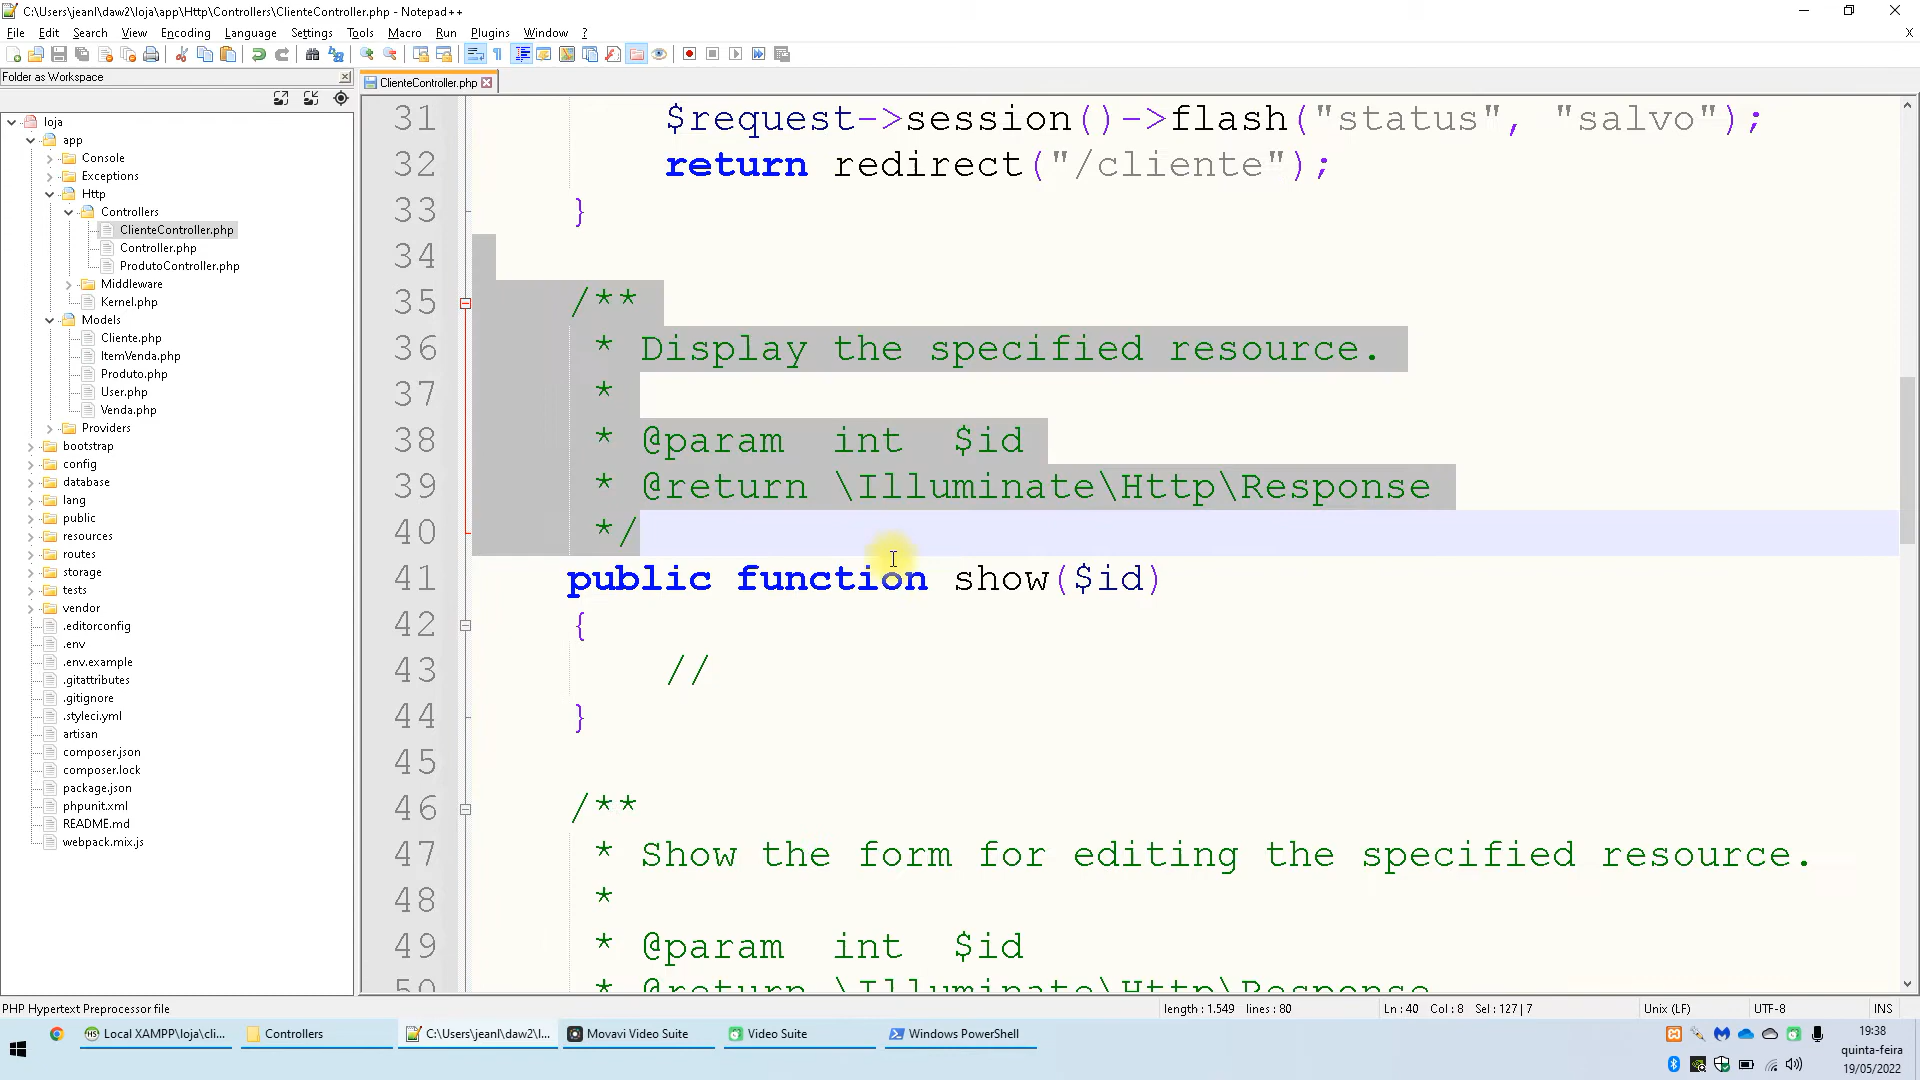 C:\Users\jeanl\daw2\loja\app\Http\Controllers\ClienteController.php - Notepad++
File Edit Search View Encoding Language Settings Tools Macro Run Plugins Window ? X
Folder as Workspace
ClienteController.php
loja
app
Console
Exceptions
Http
Controllers
ClienteController.php
Controller.php
ProdutoController.php
Middleware
Kernel.php
Models
Cliente.php
ItemVenda.php
Produto.php
User.php
Venda.php
Providers
bootstrap
config
database
lang
public
resources
routes
storage
tests
vendor
.editorconfig
.env
.env.example
.gitattributes
.gitignore
.styleci.yml
artisan
composer.json
composer.lock
package.json
phpunit.xml
README.md
webpack.mix.js
31 $request->session()->flash("status", "salvo");
32 return redirect("/cliente");
33 }
34
35 /**
36 * Display the specified resource.
37 *
38 * @param int $id
39 * @return \Illuminate\Http\Response
40 */
41 public function show($id)
42 {
43 //
44 }
45
46 /**
47 * Show the form for editing the specified resource.
48 *
49 * @param int $id
50 * @return \Illuminate\Http\Response
PHP Hypertext Preprocessor file length : 1.549 lines : 80 Ln : 40 Col : 8 Sel : 127 | 7 Unix (LF) UTF-8 INS
Local XAMPP\loja\cli... Controllers C:\Users\jeanl\daw2\l... Movavi Video Suite Video Suite Windows PowerShell
19:38
quinta-feira
19/05/2022